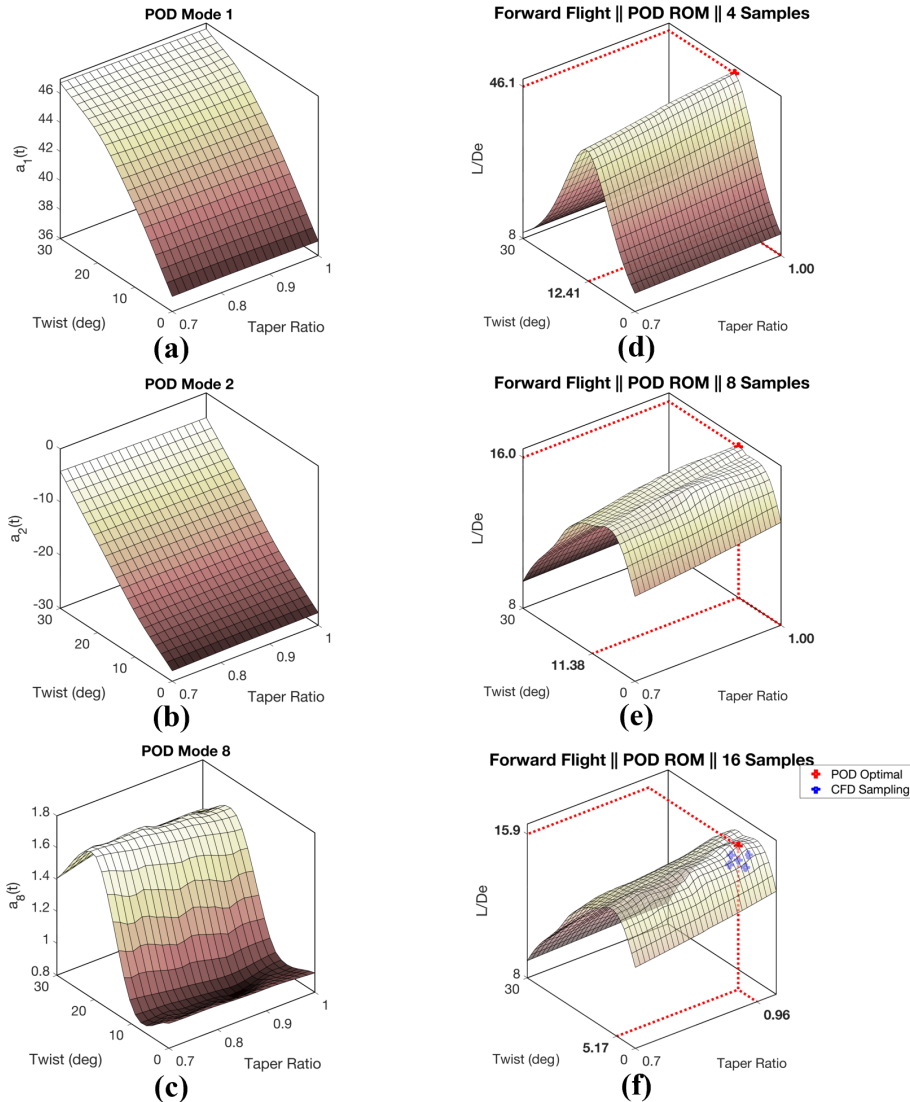 POD Mode 1
46
44
42
40
38
36
a1(t)
30
20
10
0
0.7
0.8
0.9
1
Twist (deg)
Taper Ratio
(a)
Forward Flight || POD ROM || 4 Samples
46.1
L/De
8
30
12.41
0
0.7
1.00
Twist (deg)
Taper Ratio
(d)
POD Mode 2
0
-10
-20
-30
a2(t)
30
20
10
0
0.7
0.8
0.9
1
Twist (deg)
Taper Ratio
(b)
Forward Flight || POD ROM || 8 Samples
16.0
L/De
8
30
11.38
0
0.7
1.00
Twist (deg)
Taper Ratio
(e)
POD Mode 8
1.8
1.6
1.4
1.2
1
0.8
a8(t)
30
20
10
0
0.7
0.8
0.9
1
Twist (deg)
Taper Ratio
(c)
Forward Flight || POD ROM || 16 Samples
POD Optimal
CFD Sampling
15.9
L/De
8
30
5.17
0
0.7
0.96
Twist (deg)
Taper Ratio
(f)